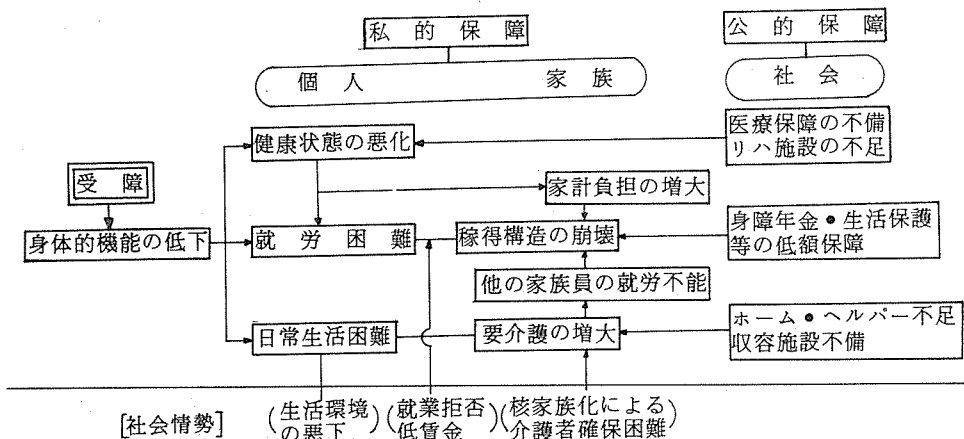 私的保障
公的保障
個人
家族
社会
健康状態の悪化
医療保障の不備
リハ施設の不足
受障
家計負担の増大
身体的機能の低下
就労困難
稼得構造の崩壊
身障年金・生活保護
等の低額保障
他の家族員の就労不能
日常生活困難
要介護の増大
ホーム・ヘルパー不足
収容施設不備
[社会情勢]
(生活環境
の悪下)
(就業拒否
低賃金)
(核家族化による
介護者確保困難)